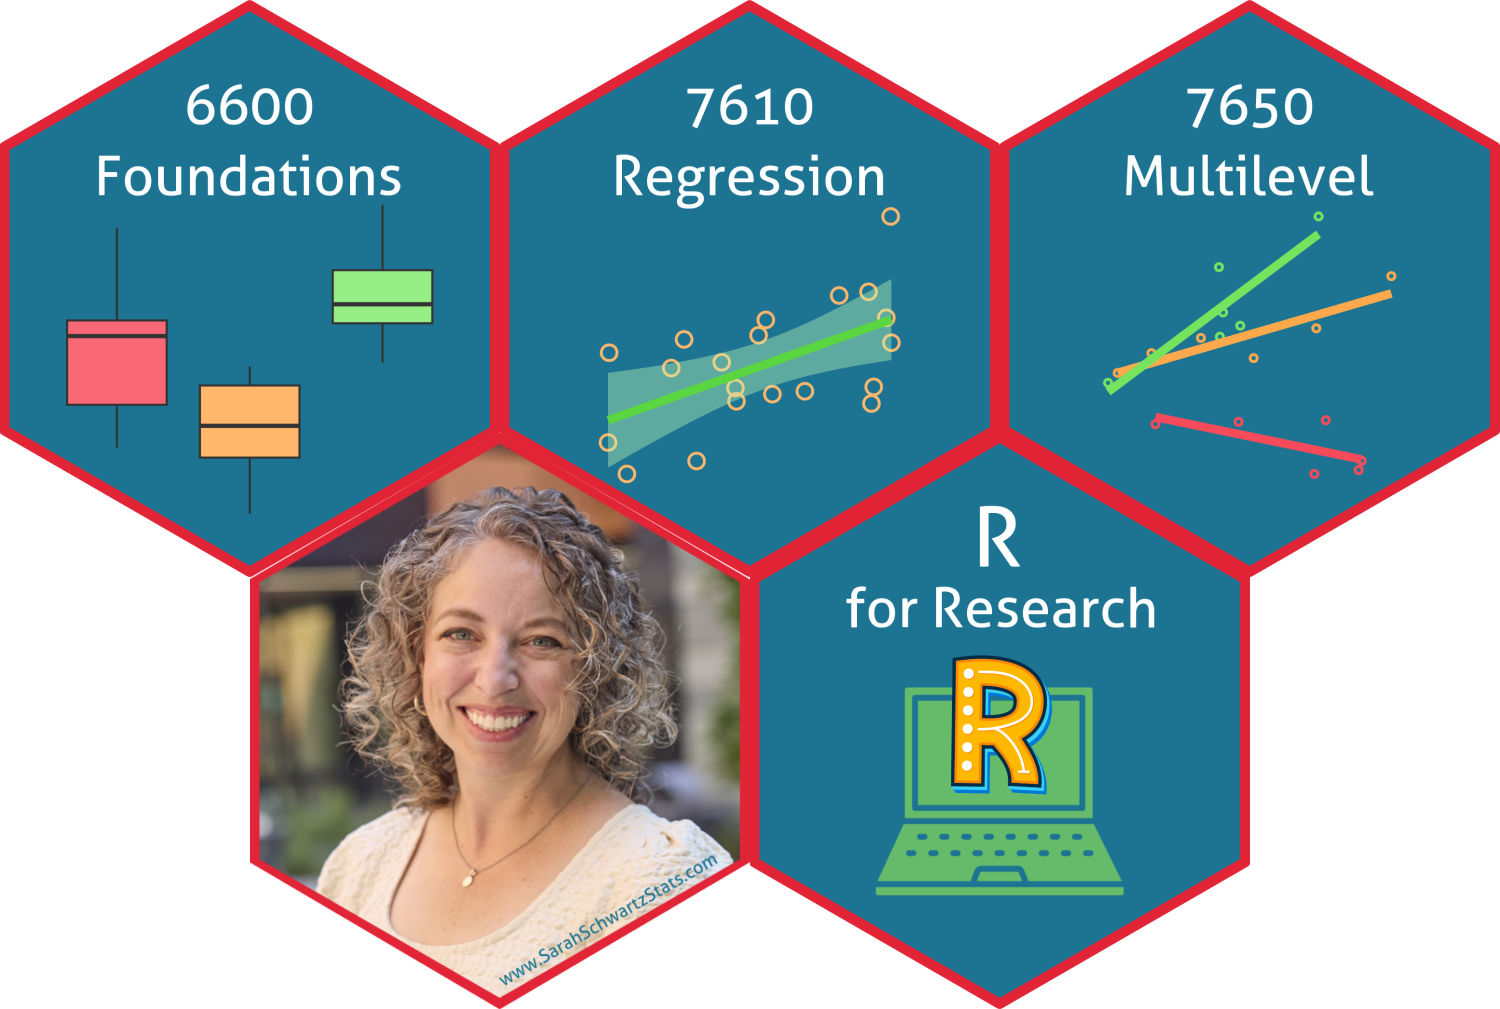 6600
Foundations
7610
Regression
7650
Multilevel
www.SarahSchwartzStats.com
R
for Research
R